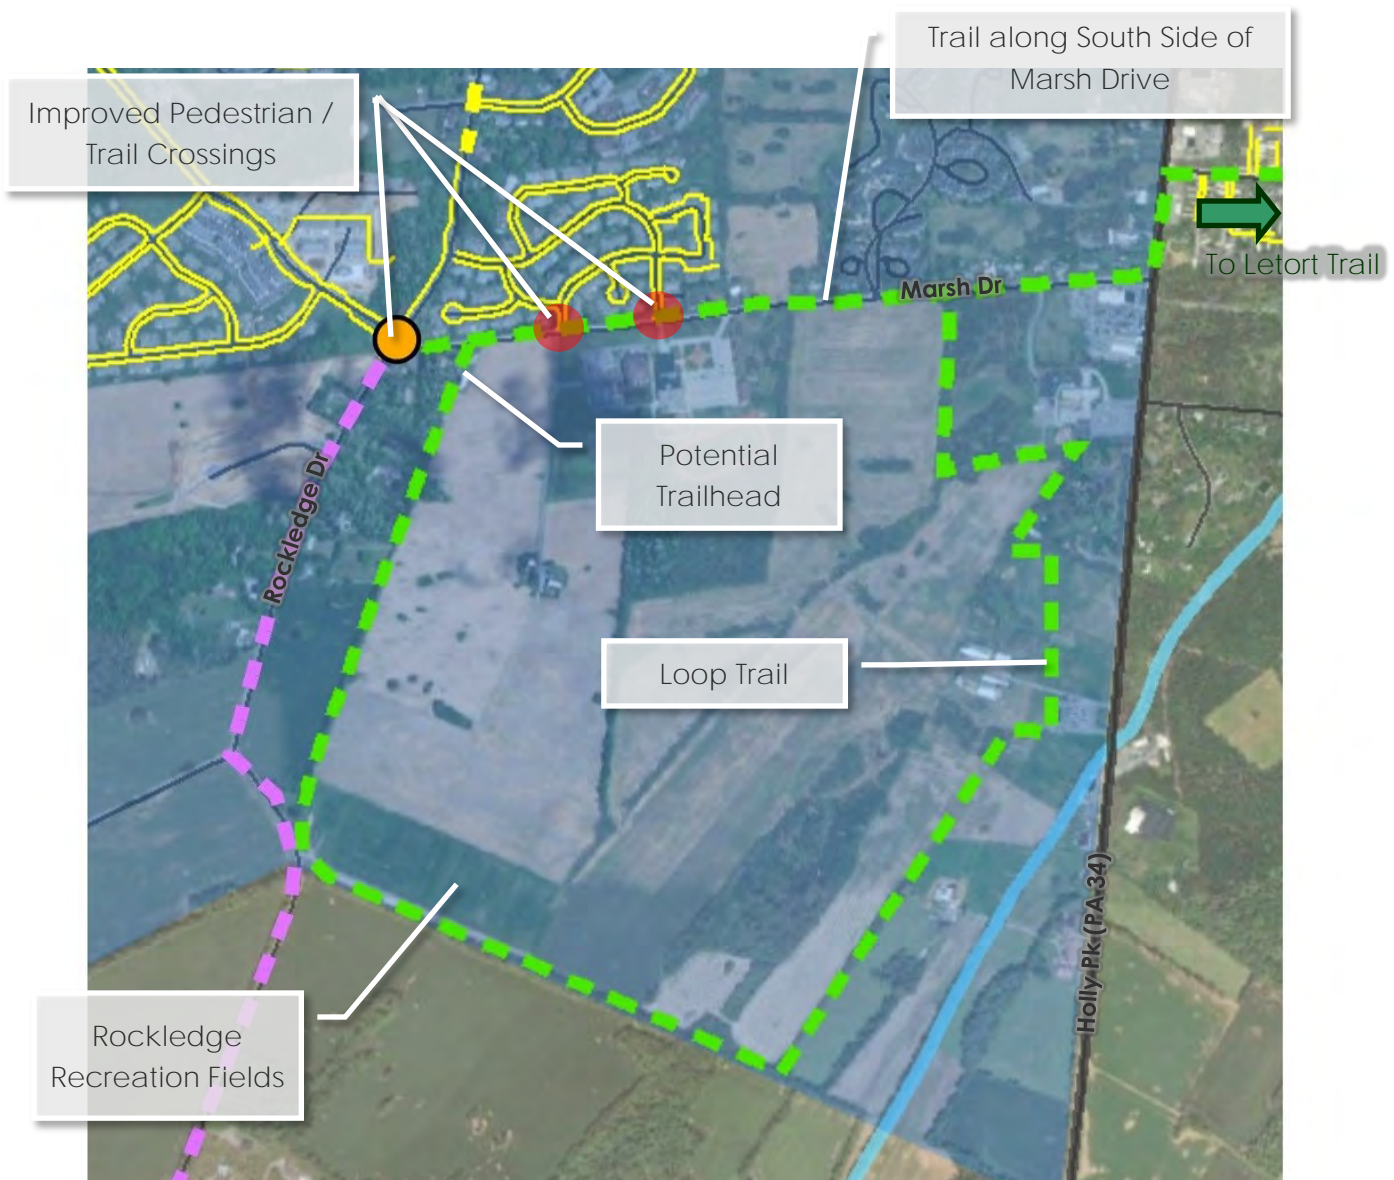 Trail along South Side of
Marsh Drive
Improved Pedestrian /
Trail Crossings
To Letort Trail
Marsh Dr
Potential
Trailhead
Rockledge Dr
Loop Trail
Holly Pk (PA 34)
Rockledge
Recreation Fields